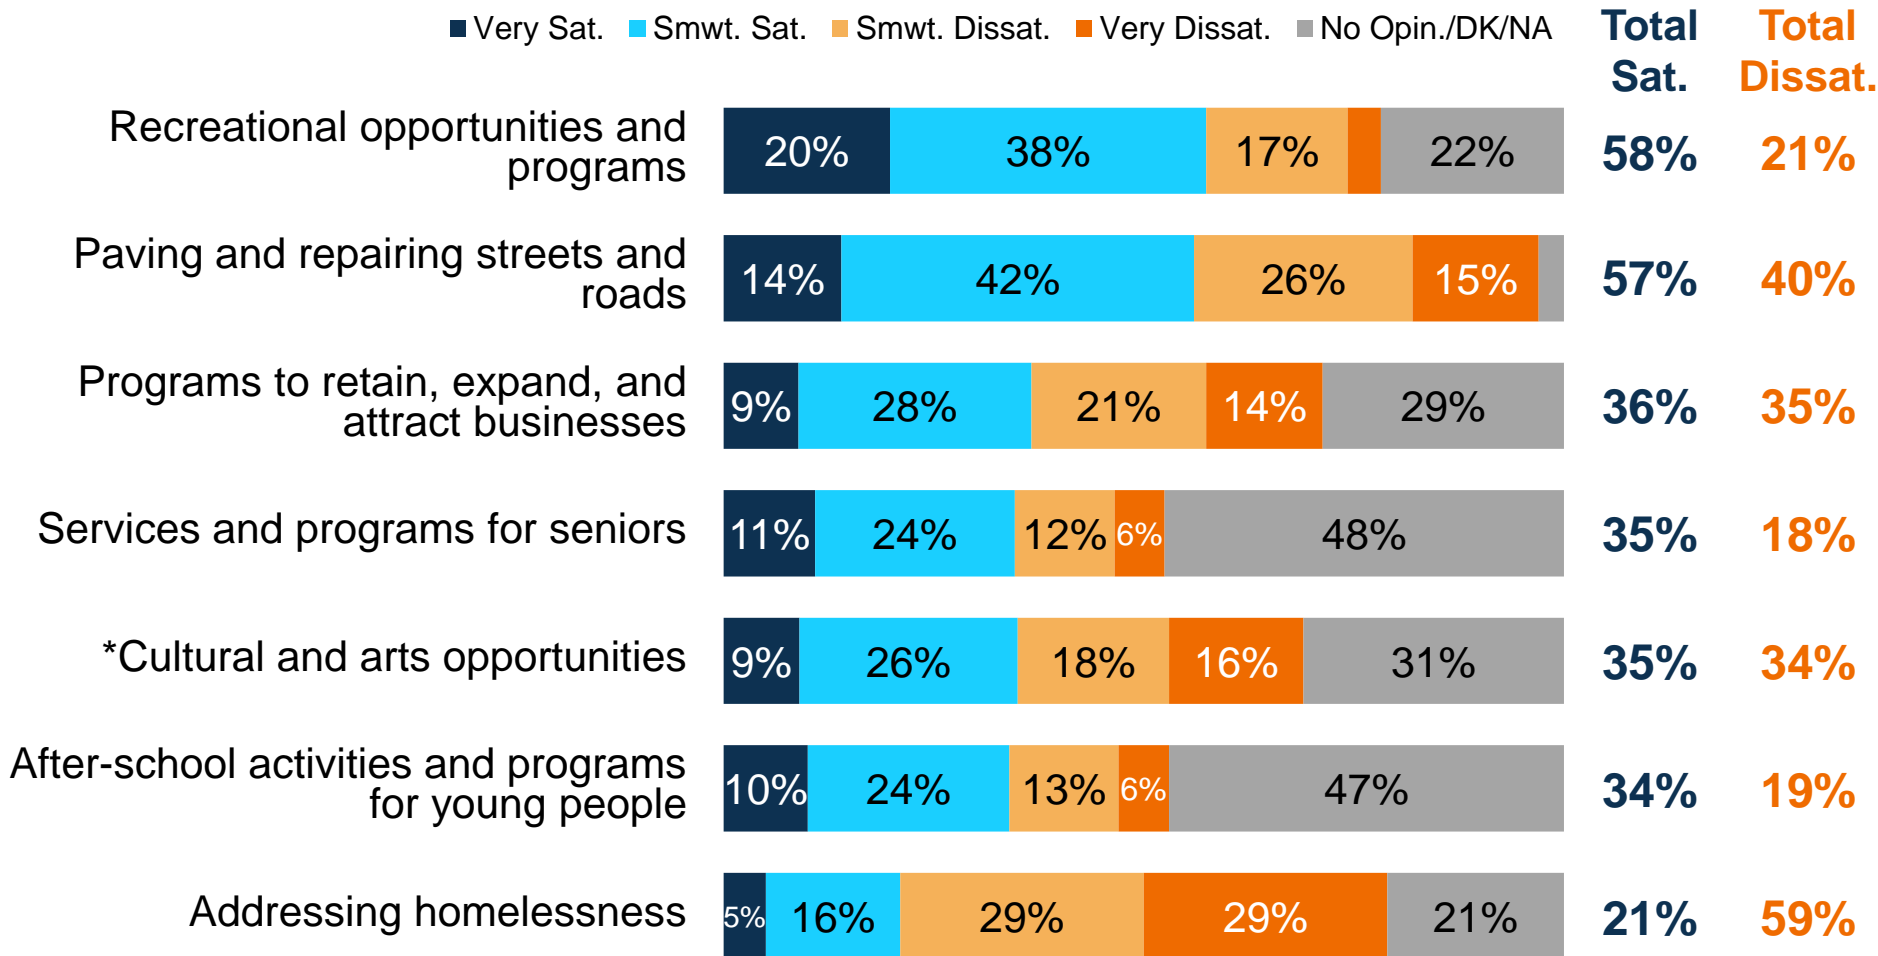 Very Sat. Smwt. Sat. Smwt. Dissat. Very Dissat. No Opin./DK/NA
Total Sat.
Total Dissat.
Recreational opportunities and
programs
20% 38% 17% 22% 58% 21%
Paving and repairing streets and
roads
14% 42% 26% 15% 57% 40%
Programs to retain, expand, and
attract businesses
9% 28% 21% 14% 29% 36% 35%
Services and programs for seniors
11% 24% 12% 6% 48% 35% 18%
*Cultural and arts opportunities
9% 26% 18% 16% 31% 35% 34%
After-school activities and programs
for young people
10% 24% 13% 6% 47% 34% 19%
Addressing homelessness
5% 16% 29% 29% 21% 21% 59%